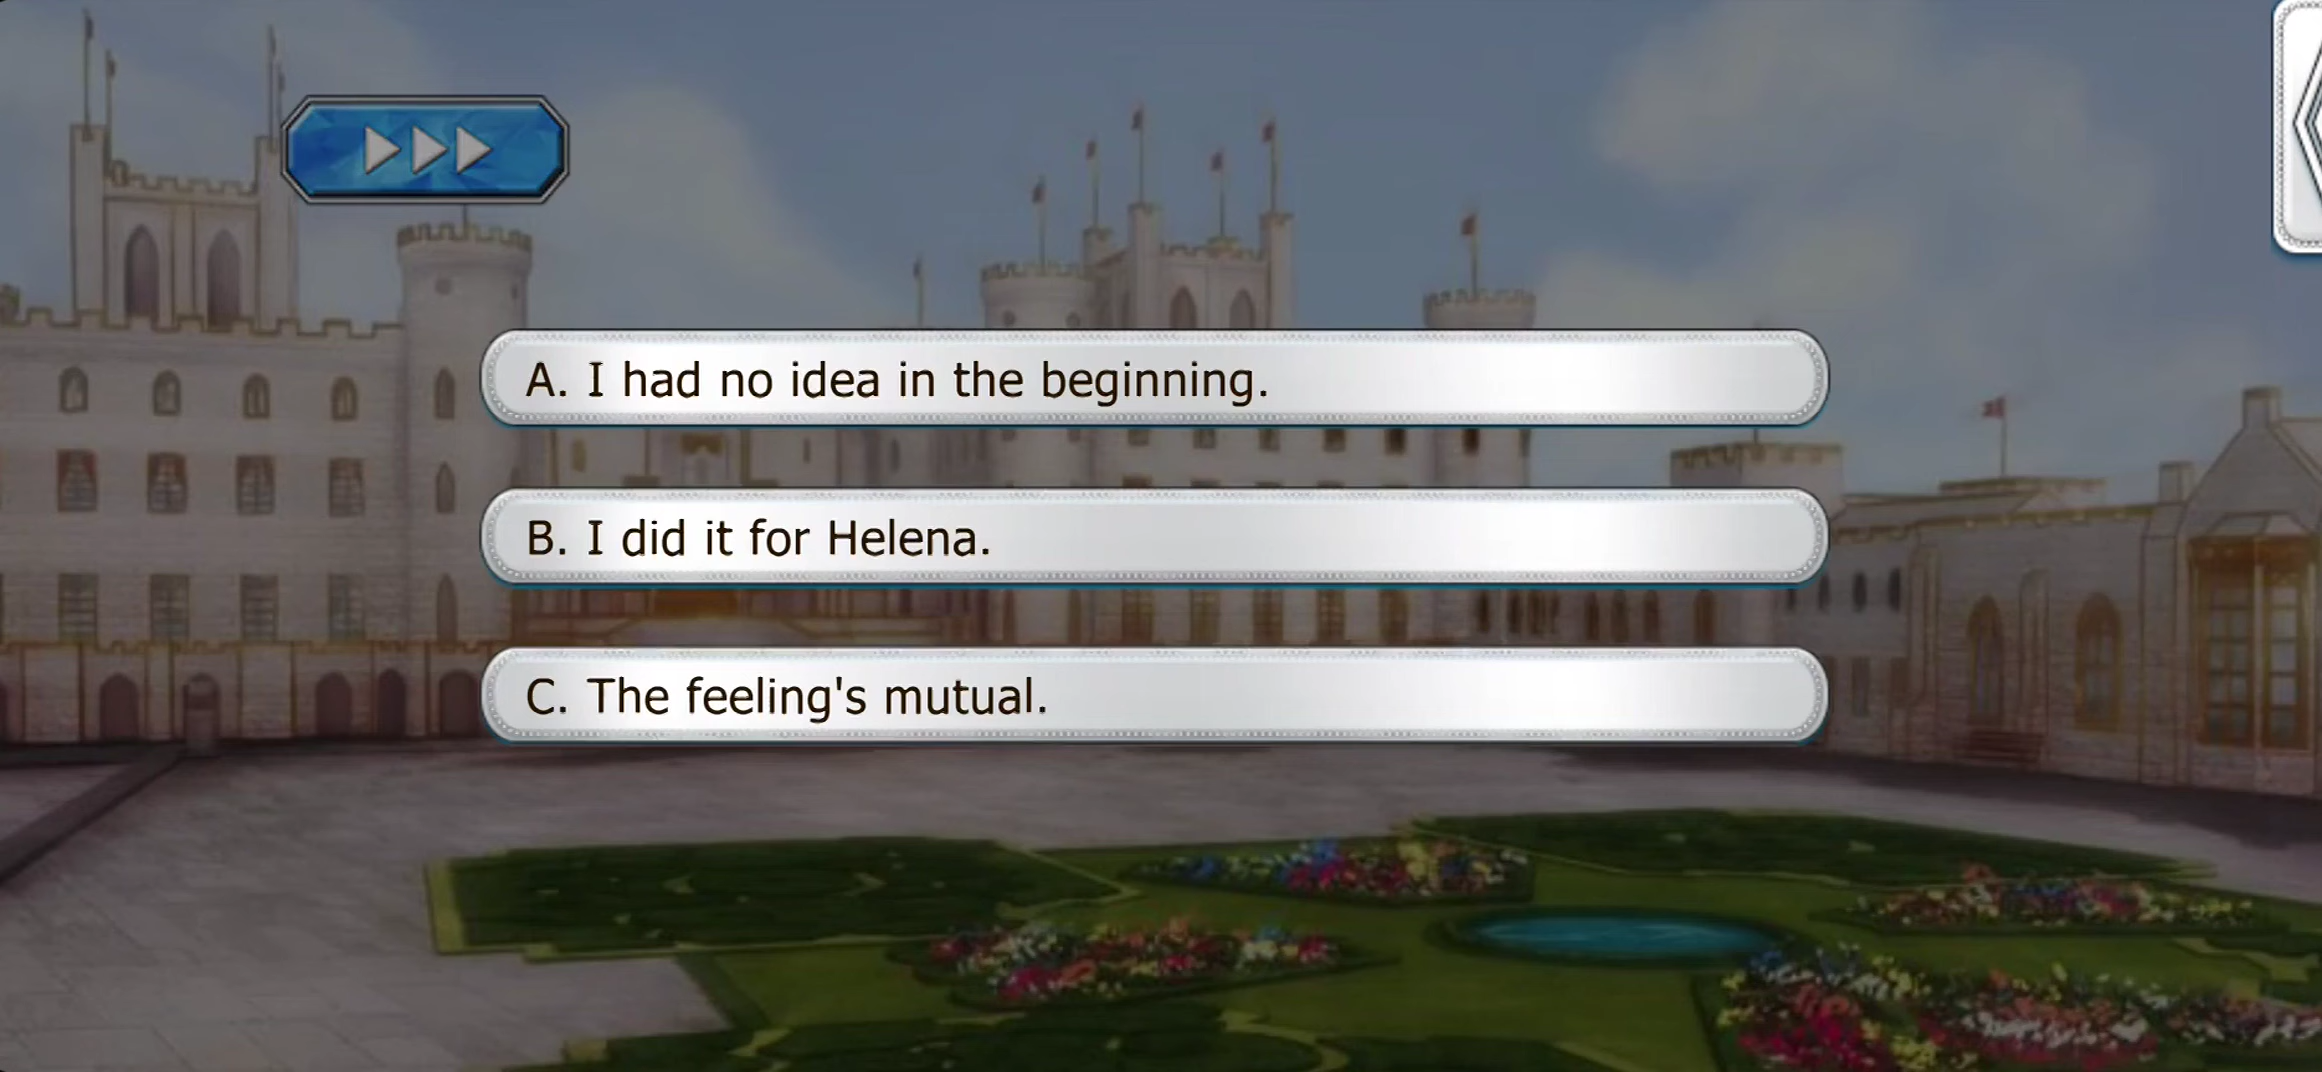 A. I had no idea in the beginning.
B. I did it for Helena.
C. The feeling's mutual.